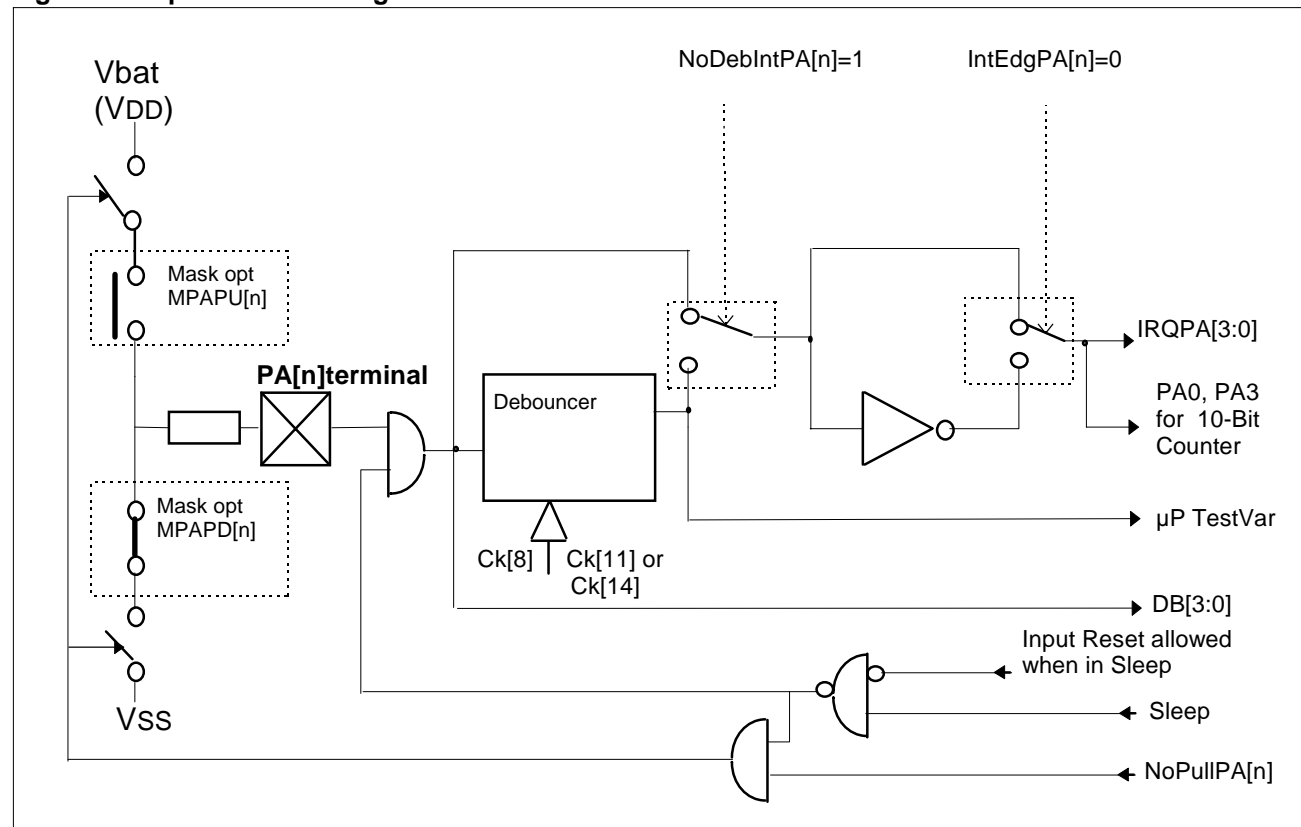 NoDebIntPA[n]=1
IntEdgPA[n]=0
Vbat
(VDD)
Mask opt
MPAPU[n]
IRQPA[3:0]
PA[n]terminal
Debouncer
PA0, PA3
for 10-Bit
Counter
Mask opt
MPAPD[n]
µP TestVar
Ck[8]
Ck[11] or
Ck[14]
DB[3:0]
Input Reset allowed
when in Sleep
VSS
Sleep
NoPullPA[n]